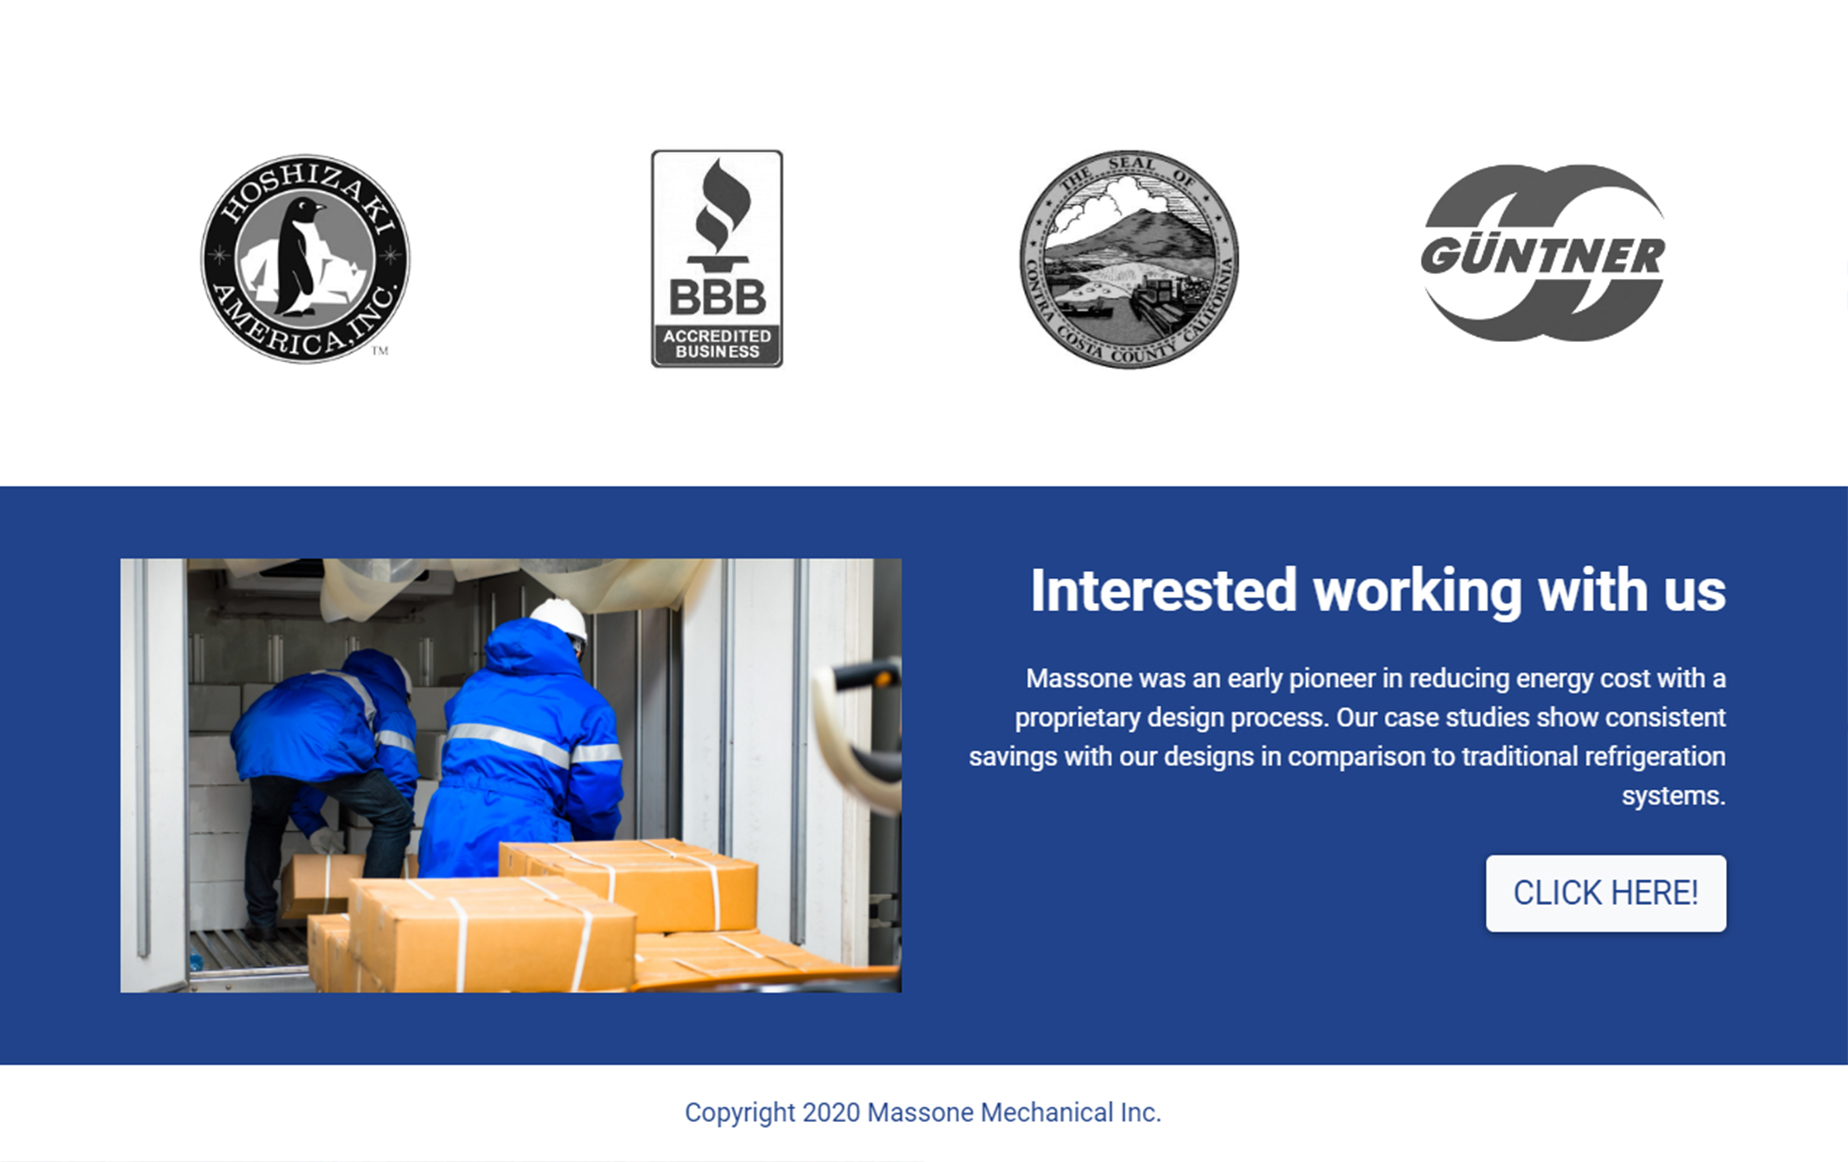 HOSHIZAKI
AMERICA, INC.
TM
BBB
ACCREDITED
BUSINESS
THE SEAL OF
CONTRA COSTA COUNTY CALIFORNIA
GÜNTNER
Interested working with us
Massone was an early pioneer in reducing energy cost with a
proprietary design process. Our case studies show consistent
savings with our designs in comparison to traditional refrigeration
systems.
CLICK HERE!
Copyright 2020 Massone Mechanical Inc.